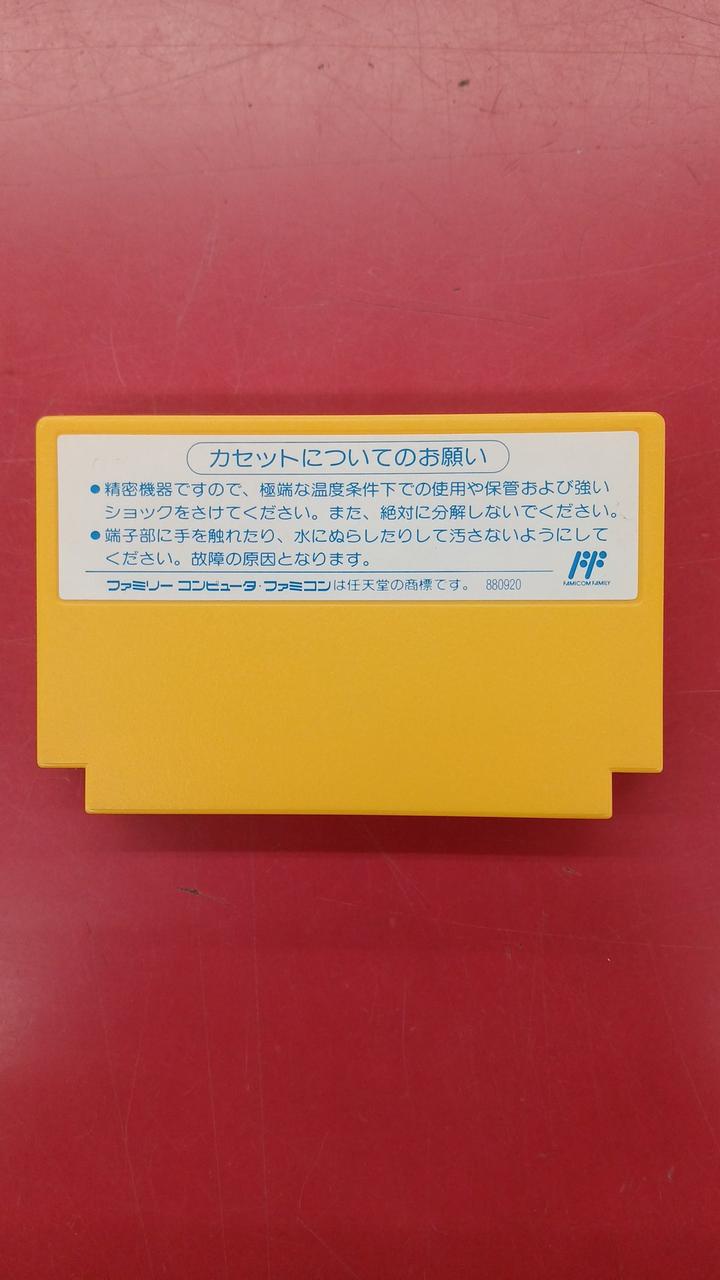 カセットについてのお願い
●精密機器ですので、極端な温度条件下での使用や保管および強い
ショックをさけてください。また、絶対に分解しないでください。
●端子部に手を触れたり、水にぬらしたりして汚さないようにして
ください。故障の原因となります。
ファミリーコンピュータ・ファミコンは任天堂の商標です。 880920
FAMICOM FAMILY